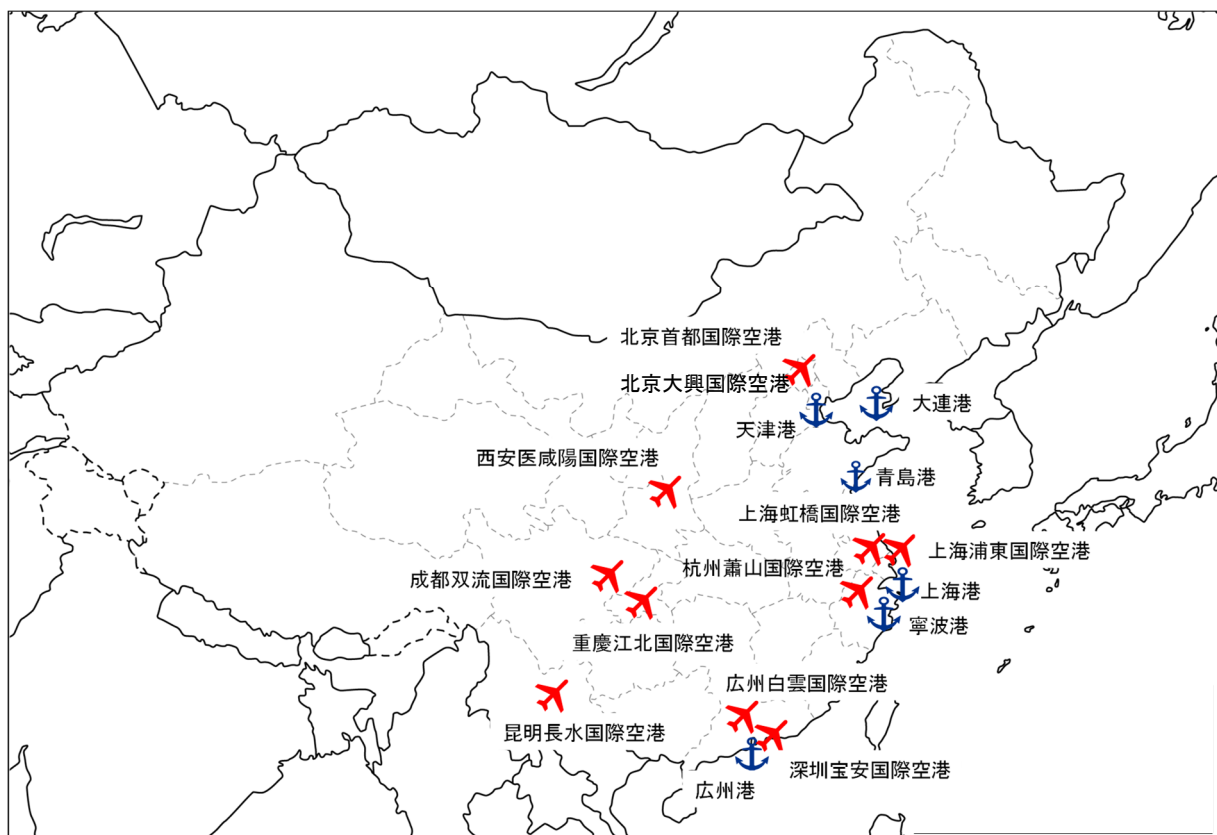 北京首都国際空港
北京大興国際空港
大連港
天津港
西安医咸陽国際空港
青島港
上海虹橋国際空港
上海浦東国際空港
杭州蕭山国際空港
成都双流国際空港
上海港
寧波港
重慶江北国際空港
広州白雲国際空港
昆明長水国際空港
深圳宝安国際空港
広州港